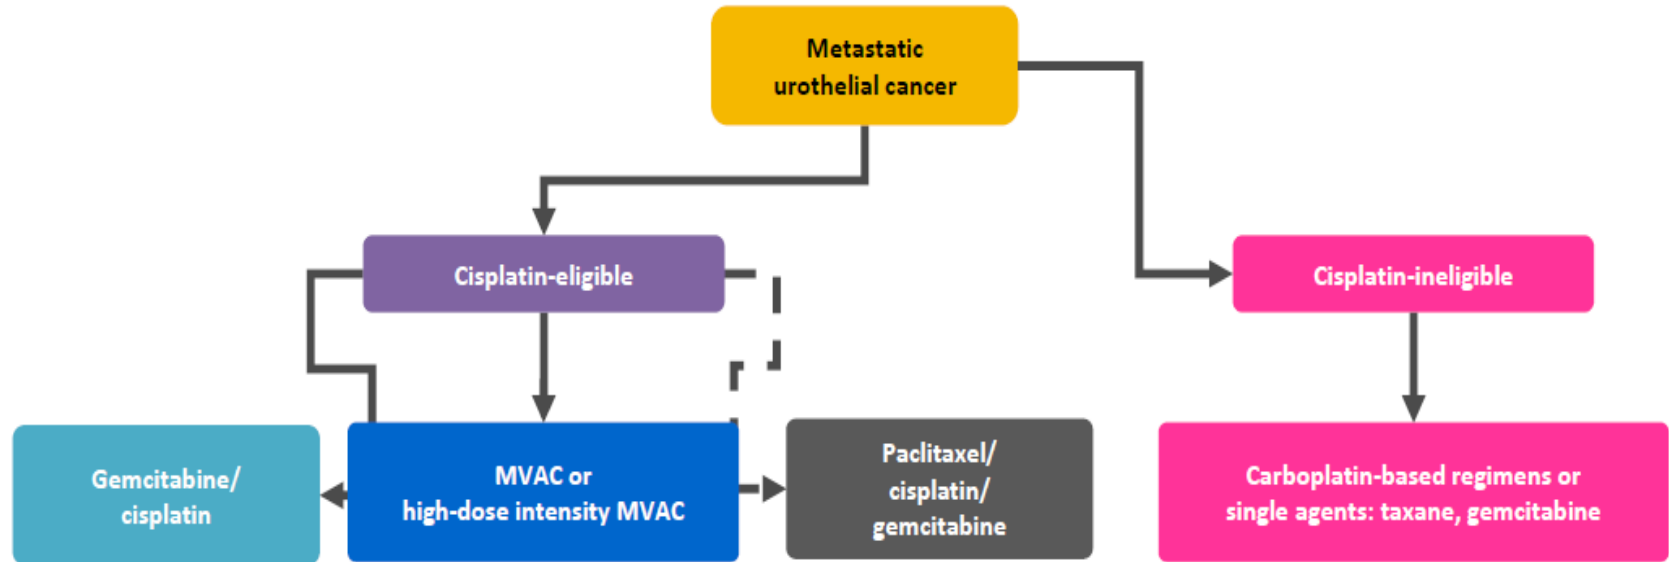 Metastatic
urothelial cancer
Cisplatin-eligible
Cisplatin-ineligible
Gemcitabine/
cisplatin
MVAC or
high-dose intensity MVAC
Paclitaxel/
cisplatin/
gemcitabine
Carboplatin-based regimens or
single agents: taxane, gemcitabine